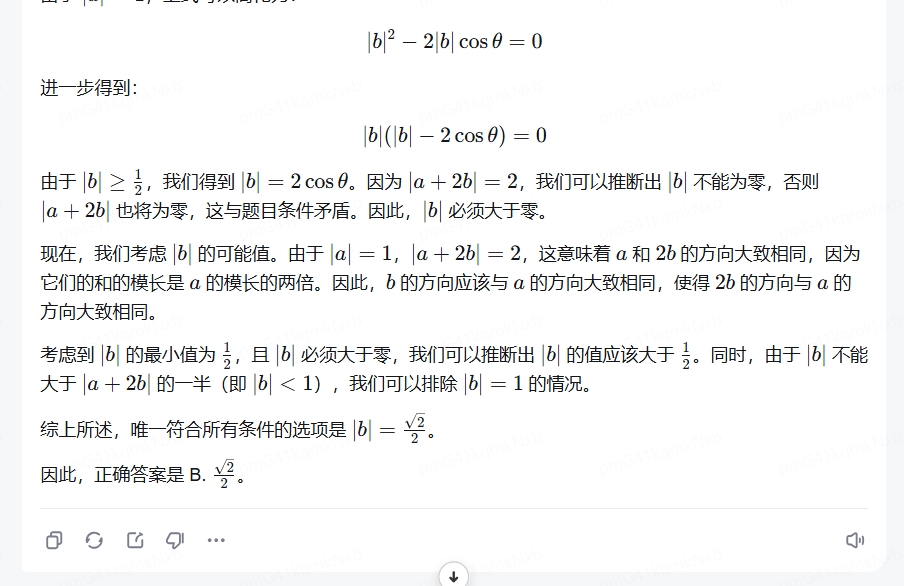 $|b|^2 - 2|b|\cos\theta = 0$
进一步得到：
$|b|(|b| - 2\cos\theta) = 0$
由于 $|b| \geq \frac{1}{2}$，我们得到 $|b| = 2\cos\theta$。因为 $|a + 2b| = 2$，我们可以推断出 $|b|$ 不能为零，否则
$|a + 2b|$ 也将为零，这与题目条件矛盾。因此，$|b|$ 必须大于零。
现在，我们考虑 $|b|$ 的可能值。由于 $|a| = 1$，$|a + 2b| = 2$，这意味着 $a$ 和 $2b$ 的方向大致相同，因为
它们的和的模长是 $a$ 的模长的两倍。因此，$b$ 的方向应该与 $a$ 的方向大致相同，使得 $2b$ 的方向与 $a$ 的
方向大致相同。
考虑到 $|b|$ 的最小值为 $\frac{1}{2}$，且 $|b|$ 必须大于零，我们可以推断出 $|b|$ 的值应该大于 $\frac{1}{2}$。同时，由于 $|b|$ 不能
大于 $|a + 2b|$ 的一半（即 $|b| < 1$），我们可以排除 $|b| = 1$ 的情况。
综上所述，唯一符合所有条件的选项是 $|b| = \frac{\sqrt{2}}{2}$。
因此，正确答案是 B. $\frac{\sqrt{2}}{2}$。